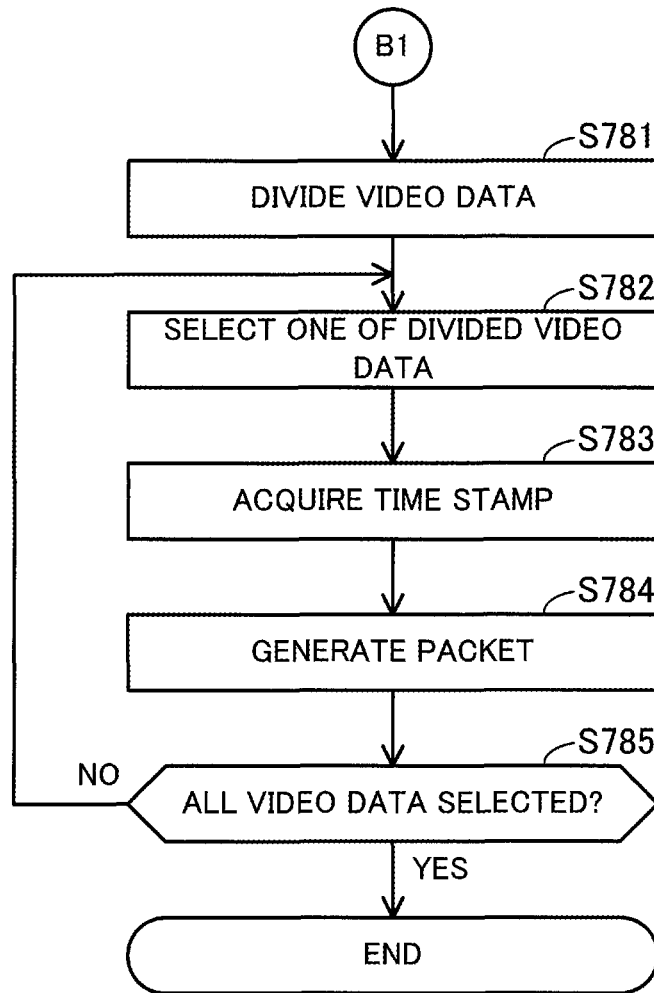 B1
S781
DIVIDE VIDEO DATA
S782
SELECT ONE OF DIVIDED VIDEO
DATA
S783
ACQUIRE TIME STAMP
S784
GENERATE PACKET
S785
NO
ALL VIDEO DATA SELECTED?
YES
END